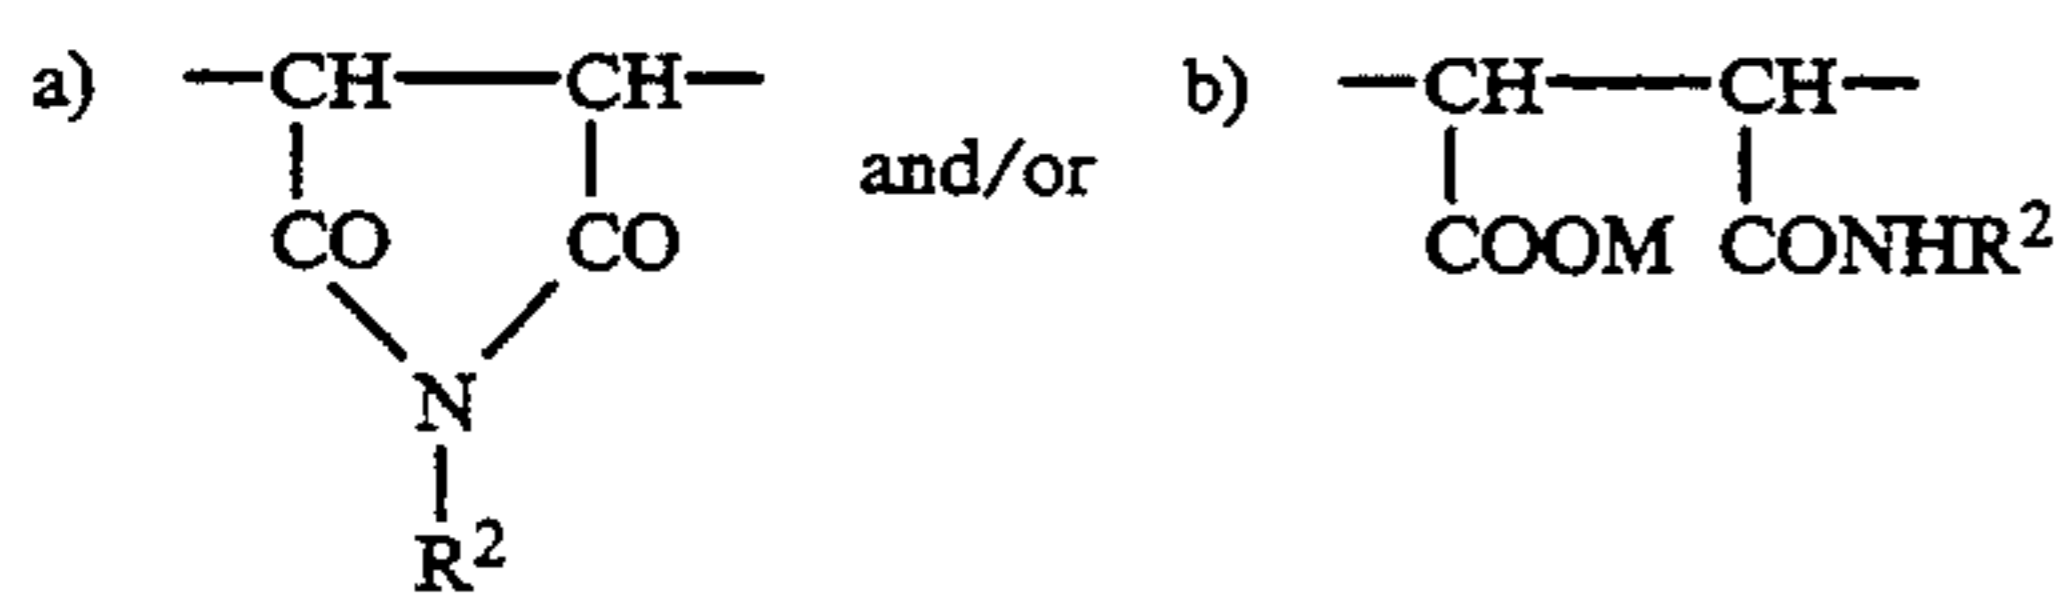 a) —CH——CH— b) —CH——CH—
and/or
CO CO COOM CONHR²
N
R²